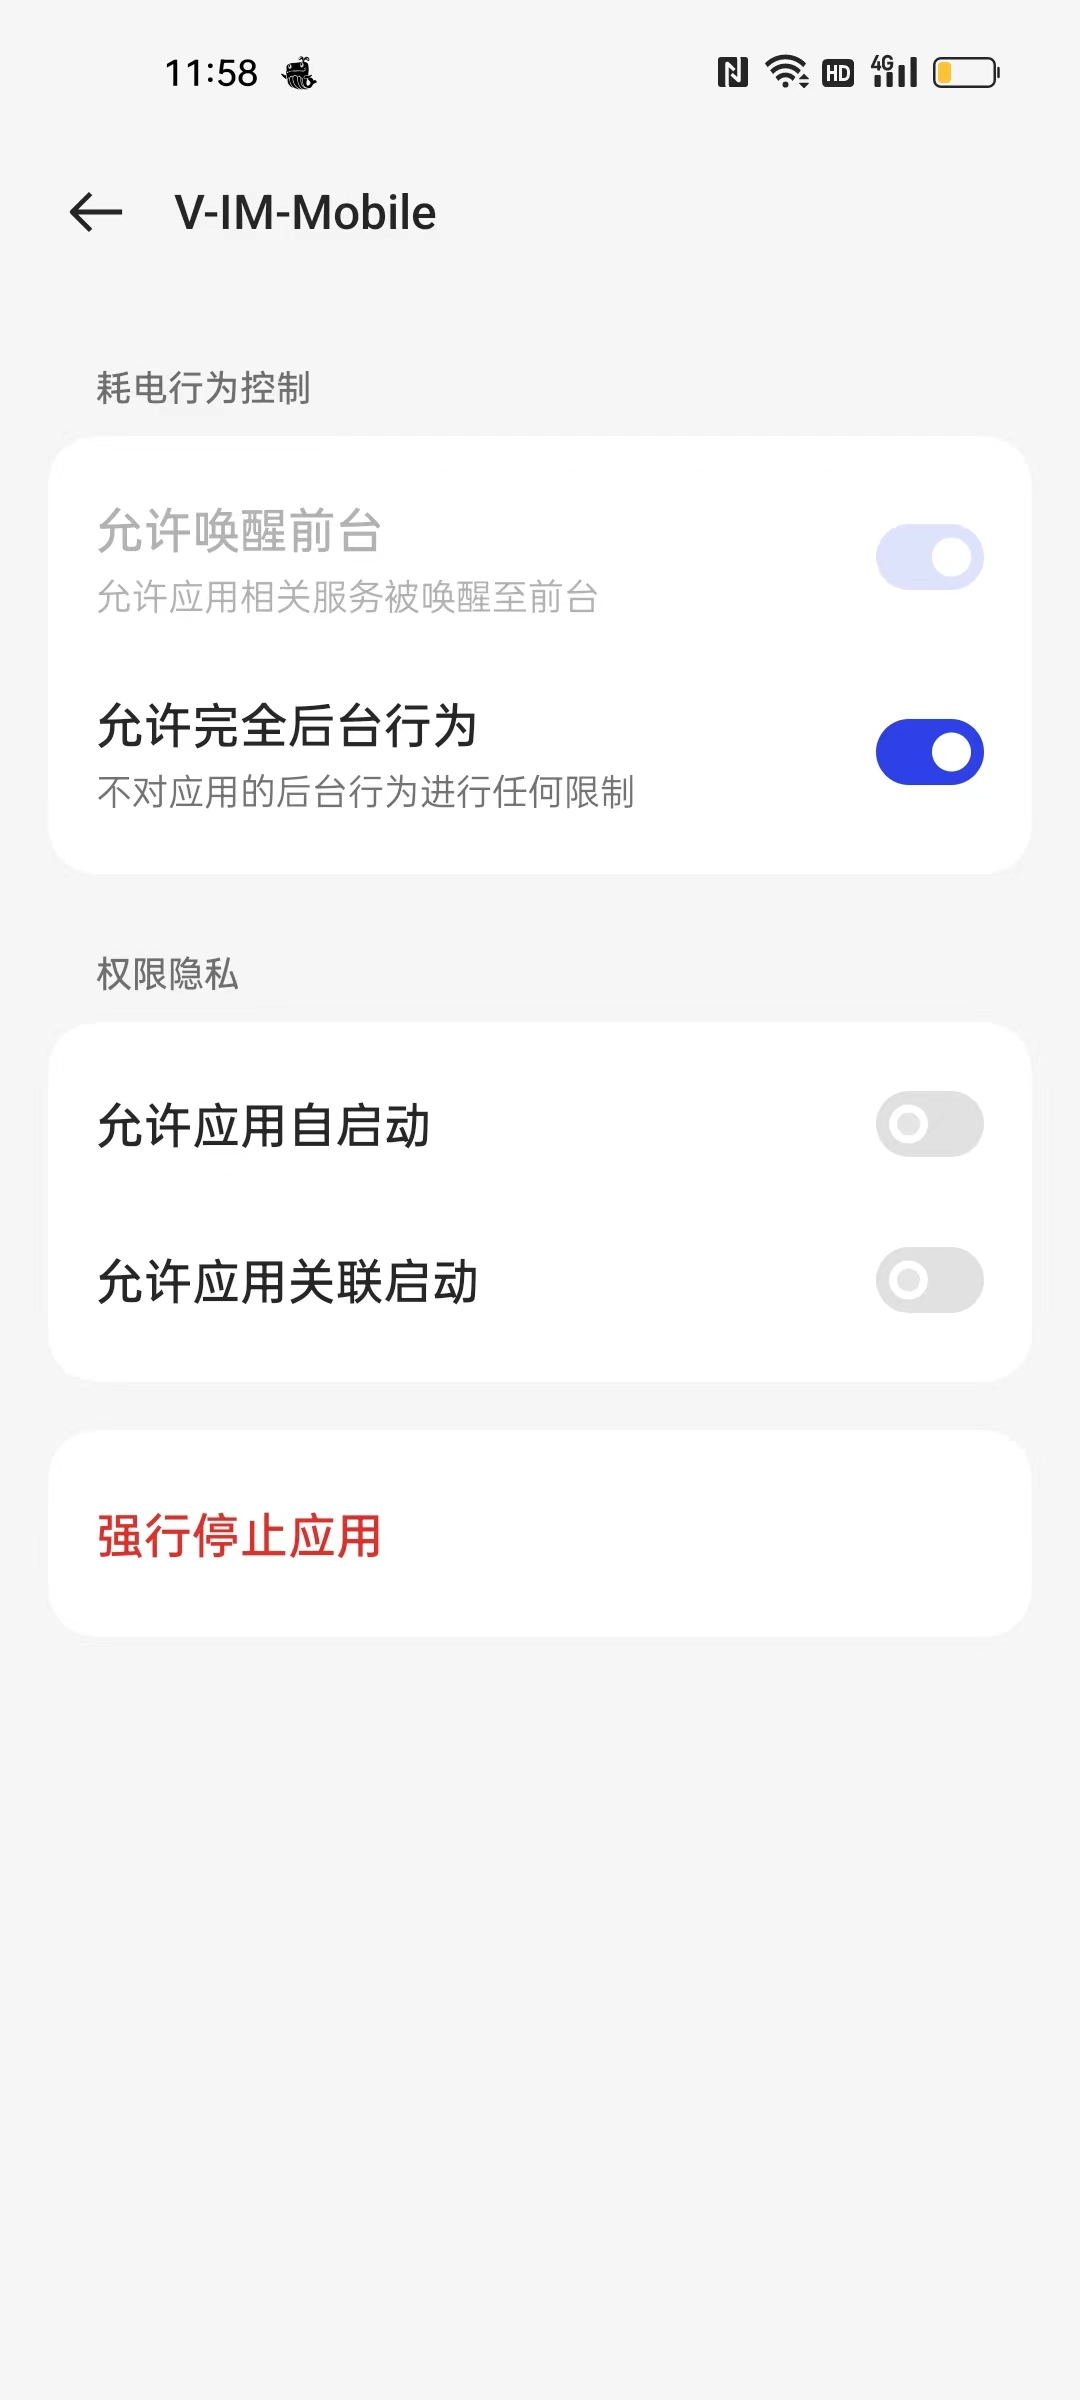 11:58
HD
4G
V-IM-Mobile
耗电行为控制
允许唤醒前台
允许应用相关服务被唤醒至前台
允许完全后台行为
不对应用的后台行为进行任何限制
权限隐私
允许应用自启动
允许应用关联启动
强行停止应用